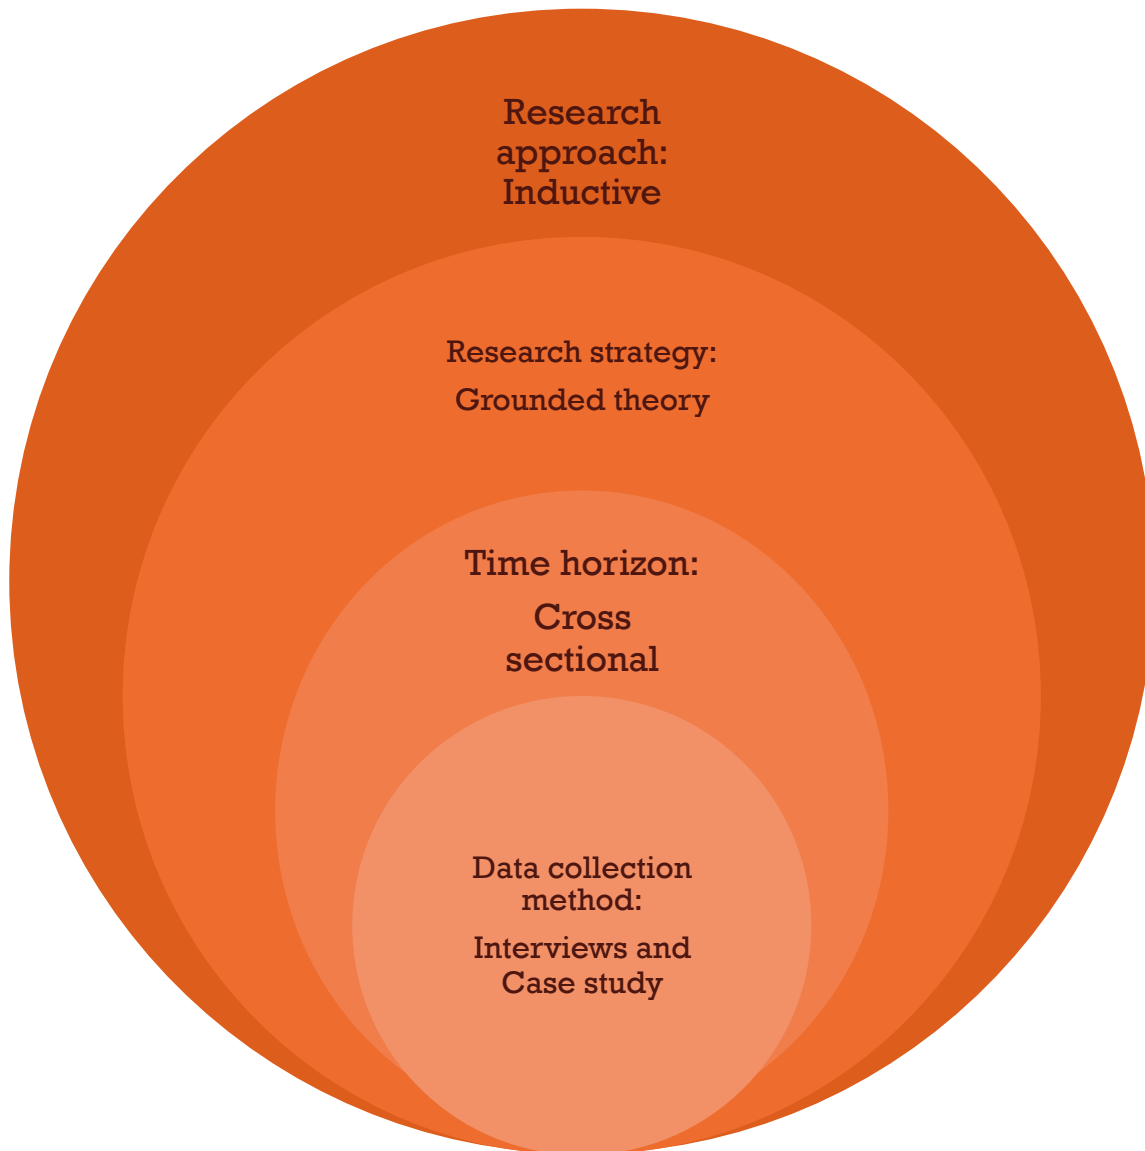 Research
approach:
Inductive
Research strategy:
Grounded theory
Time horizon:
Cross
sectional
Data collection
method:
Interviews and
Case study